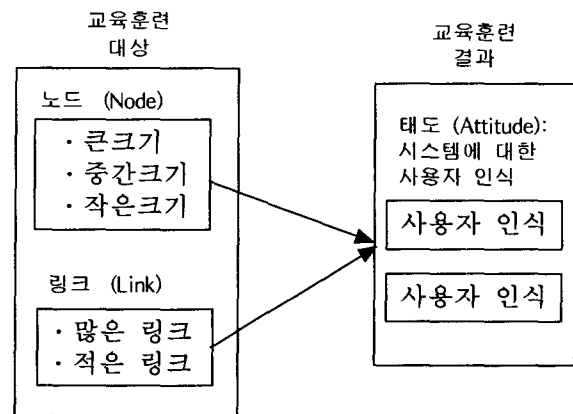 교육훈련
대상
노드 (Node)
· 큰크기
· 중간크기
· 작은크기
링크 (Link)
· 많은 링크
· 적은 링크
교육훈련
결과
태도 (Attitude):
시스템에 대한
사용자 인식
사용자 인식
사용자 인식